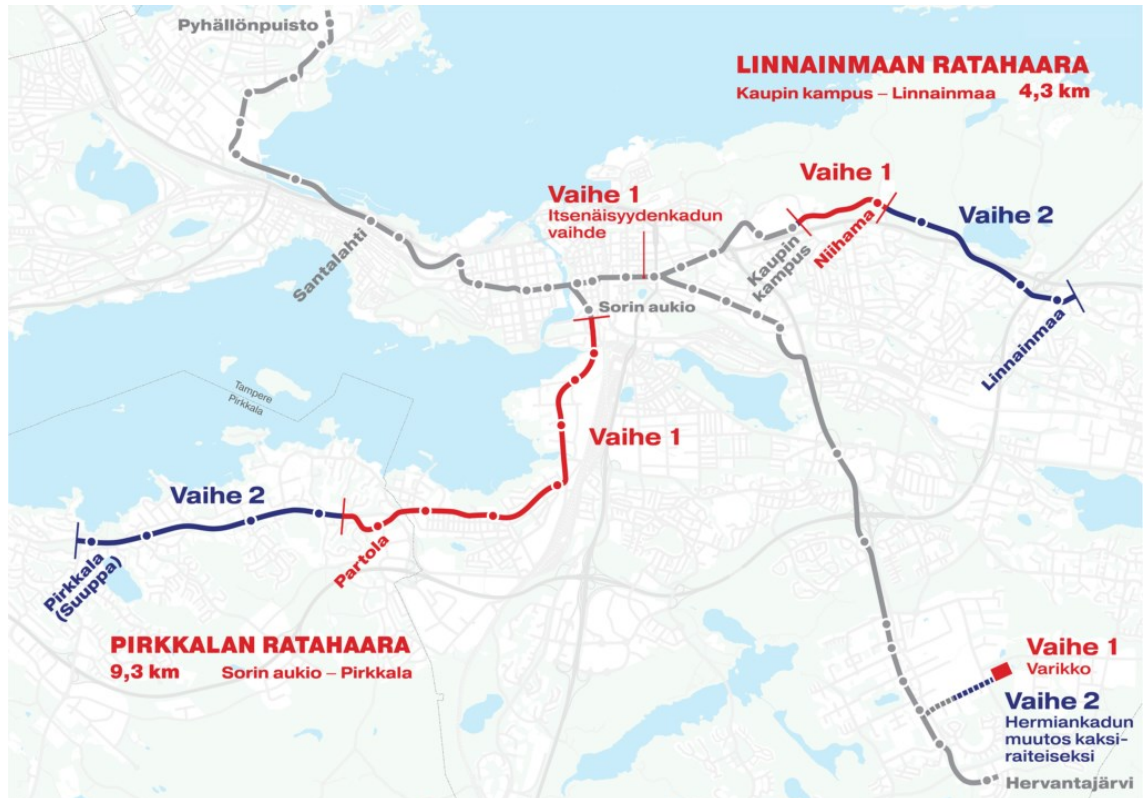 Pyhällönpuisto
LINNAINMAAN RATAHAARA
Kaupin kampus – Linnainmaa 4,3 km
Vaihe 1
Vaihe 1
Itsenäisyydenkadun
vaihde
Vaihe 2
Santalahti
Kaupin
kampus
Niihama
Sorin aukio
Linnainmaa
Tampere
Pirkkala
Vaihe 1
Vaihe 2
Partola
Pirkkala
(Suuppa)
PIRKKALAN RATAHAARA
9,3 km Sorin aukio – Pirkkala
Vaihe 1
Varikko
Vaihe 2
Hermiankadun
muutos kaksi-
raiteiseksi
Hervantajärvi